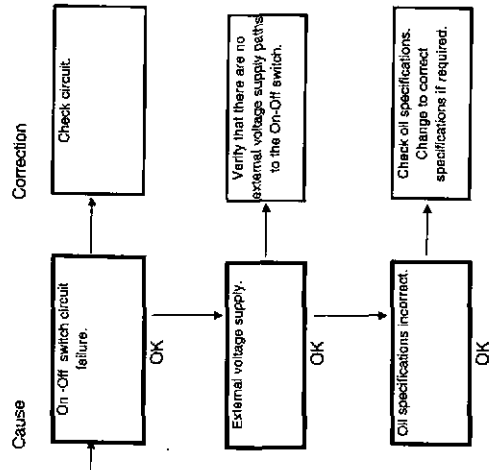 Cause
Correction
On -Off switch circuit
failure.
Check circuit.
OK
External voltage supply.
Verify that there are no
external voltage supply paths
to the On-Off switch.
OK
Oil specifications incorrect.
Check oil specifications.
Change to correct
specifications if required.
OK